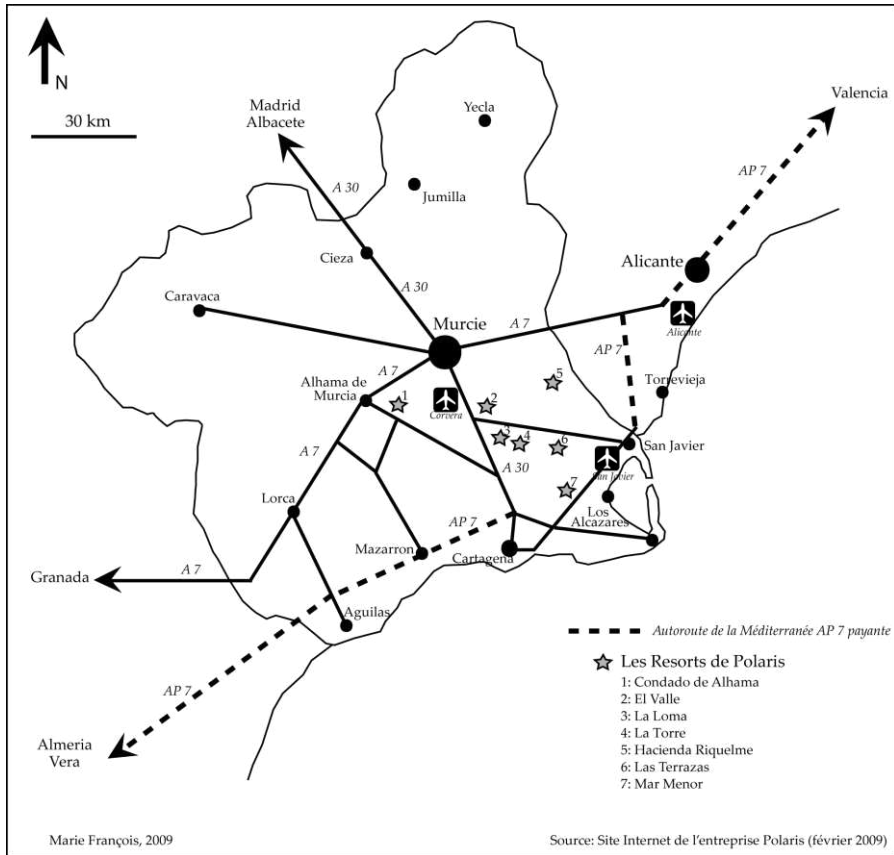 N
30 km
Madrid
Albacete
Yecla
Valencia
A 30
AP 7
Jumilla
Cieza
Alicante
A 30
Caravaca
Murcie
A 7
Alicante
AP 7
A 7
5
Torrevieja
Alhama de
Murcia
1
Corvera
2
3
4
6
San Javier
A 7
A 30
San Javier
7
Lorca
Los
Alcazares
AP 7
Mazarron
Cartagena
Granada
A 7
Aguilas
Autoroute de la Méditerranée AP 7 payante
Les Resorts de Polaris
1: Condado de Alhama
2: El Valle
3: La Loma
4: La Torre
5: Hacienda Riquelme
6: Las Terrazas
7: Mar Menor
AP 7
Almeria
Vera
Marie François, 2009
Source: Site Internet de l'entreprise Polaris (février 2009)